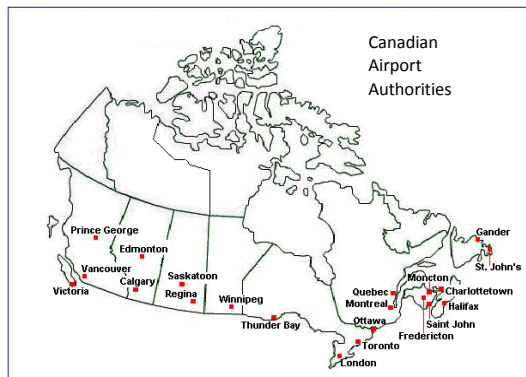 Canadian
Airport
Authorities
Gander
Prince George
Edmonton
St. John's
Vancouver
Saskatoon
Moncton
Victoria
Calgary
Regina
Winnipeg
Quebec
Charlottetown
Montreal
Halifax
Thunder Bay
Ottawa
Saint John
Fredericton
Toronto
London